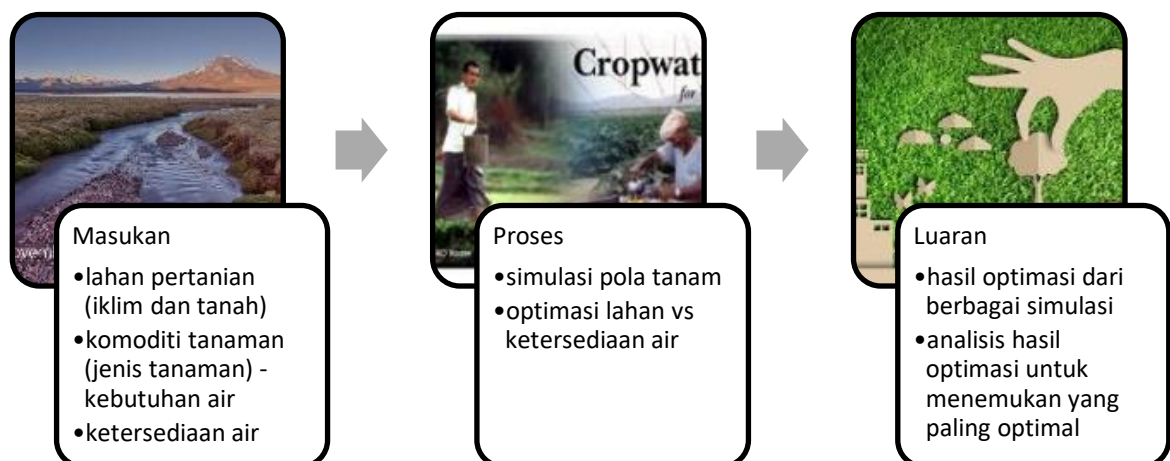 Cropwat
for
Masukan
•lahan pertanian
(iklim dan tanah)
•komoditi tanaman
(jenis tanaman) -
kebutuhan air
•ketersediaan air
Proses
•simulasi pola tanam
•optimasi lahan vs
ketersediaan air
Luaran
•hasil optimasi dari
berbagai simulasi
•analisis hasil
optimasi untuk
menemukan yang
paling optimal